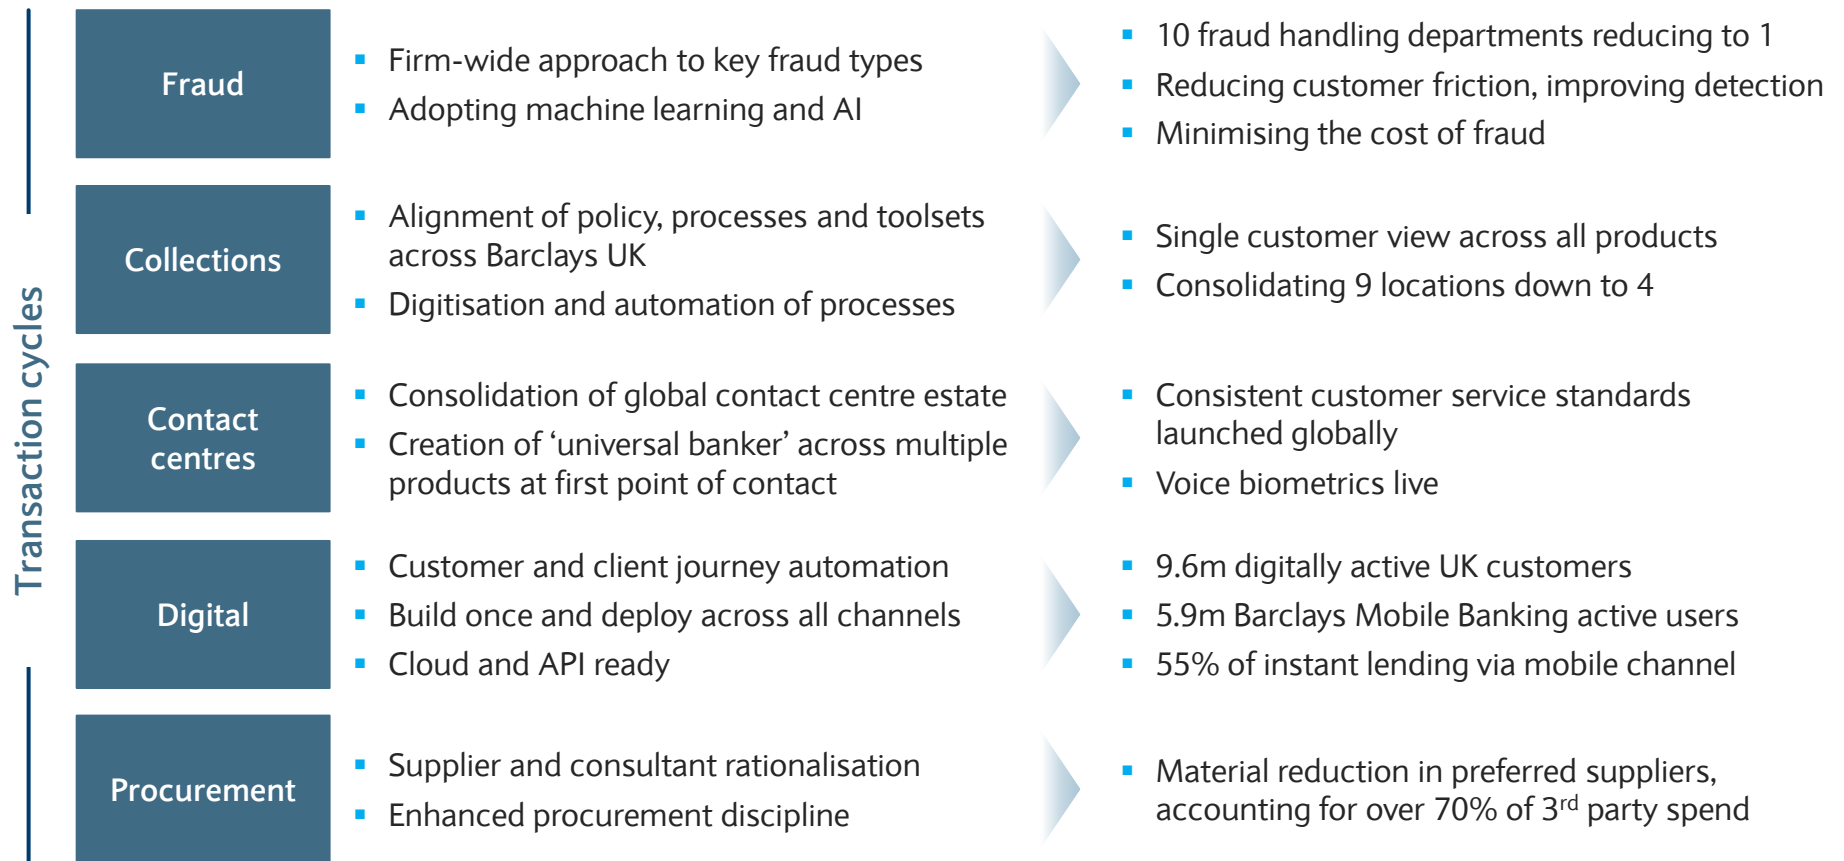 Transaction cycles
Fraud
▪ Firm-wide approach to key fraud types
▪ Adopting machine learning and AI
▪ 10 fraud handling departments reducing to 1
▪ Reducing customer friction, improving detection
▪ Minimising the cost of fraud
Collections
▪ Alignment of policy, processes and toolsets
across Barclays UK
▪ Digitisation and automation of processes
▪ Single customer view across all products
▪ Consolidating 9 locations down to 4
Contact
centres
▪ Consolidation of global contact centre estate
▪ Creation of ‘universal banker’ across multiple
products at first point of contact
▪ Consistent customer service standards
launched globally
▪ Voice biometrics live
Digital
▪ Customer and client journey automation
▪ Build once and deploy across all channels
▪ Cloud and API ready
▪ 9.6m digitally active UK customers
▪ 5.9m Barclays Mobile Banking active users
▪ 55% of instant lending via mobile channel
Procurement
▪ Supplier and consultant rationalisation
▪ Enhanced procurement discipline
▪ Material reduction in preferred suppliers,
accounting for over 70% of 3rd party spend